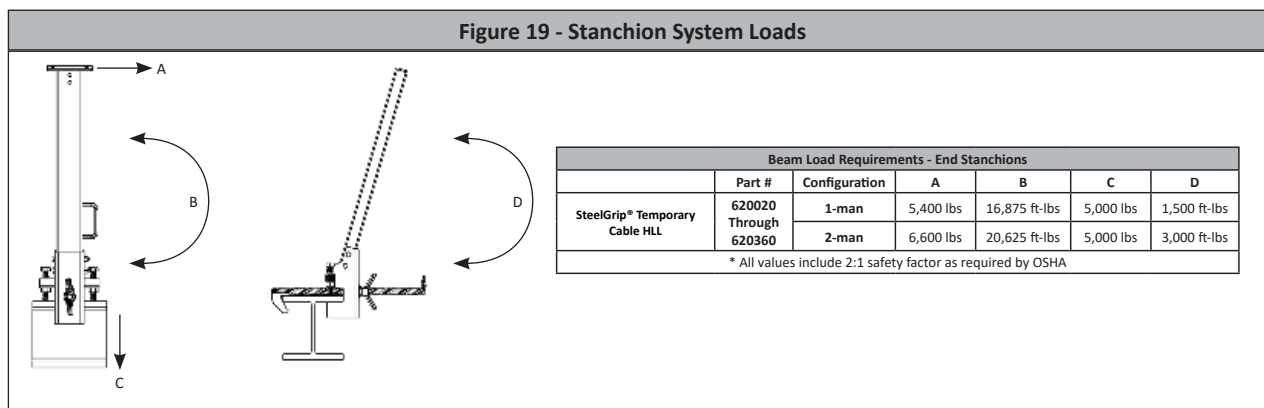 Figure 19 - Stanchion System Loads
A
B
C
D
Beam Load Requirements - End Stanchions
Part # Configuration A B C D
SteelGrip® Temporary Cable HLL
620020 Through 620360
1-man 5,400 lbs 16,875 ft-lbs 5,000 lbs 1,500 ft-lbs
2-man 6,600 lbs 20,625 ft-lbs 5,000 lbs 3,000 ft-lbs
* All values include 2:1 safety factor as required by OSHA